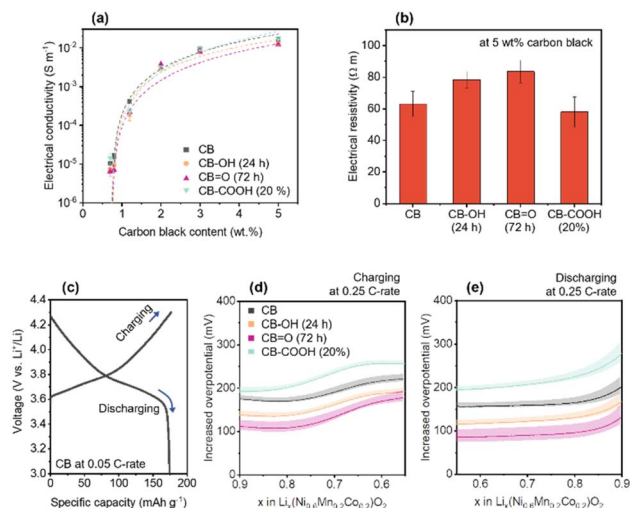 (a)
Electrical conductivity (S m⁻¹)
10⁻²
10⁻³
10⁻⁴
10⁻⁵
10⁻⁶
CB
CB-OH (24 h)
CB=O (72 h)
CB-COOH (20 %)
0 1 2 3 4 5
Carbon black content (wt.%)
(b)
at 5 wt% carbon black
Electrical resistivity (Ω m)
120
100
80
60
40
20
0
CB CB-OH CB=O CB-COOH
(24 h) (72 h) (20%)
(c)
Voltage (V vs. Li⁺/Li)
4.4
4.2
4.0
3.8
3.6
3.4
3.2
3.0
Charging
Discharging
CB at 0.05 C-rate
0 50 100 150 200
Specific capacity (mAh g⁻¹)
(d)
Charging
at 0.25 C-rate
Increased overpotential (mV)
400
300
200
100
0
CB
CB-OH (24 h)
CB=O (72 h)
CB-COOH (20%)
0.9 0.8 0.7 0.6
x in Liₓ(Ni₀.₆Mn₀.₂Co₀.₂)O₂
(e)
Discharging
at 0.25 C-rate
Increased overpotential (mV)
400
300
200
100
0
0.6 0.7 0.8 0.9
x in Liₓ(Ni₀.₆Mn₀.₂Co₀.₂)O₂